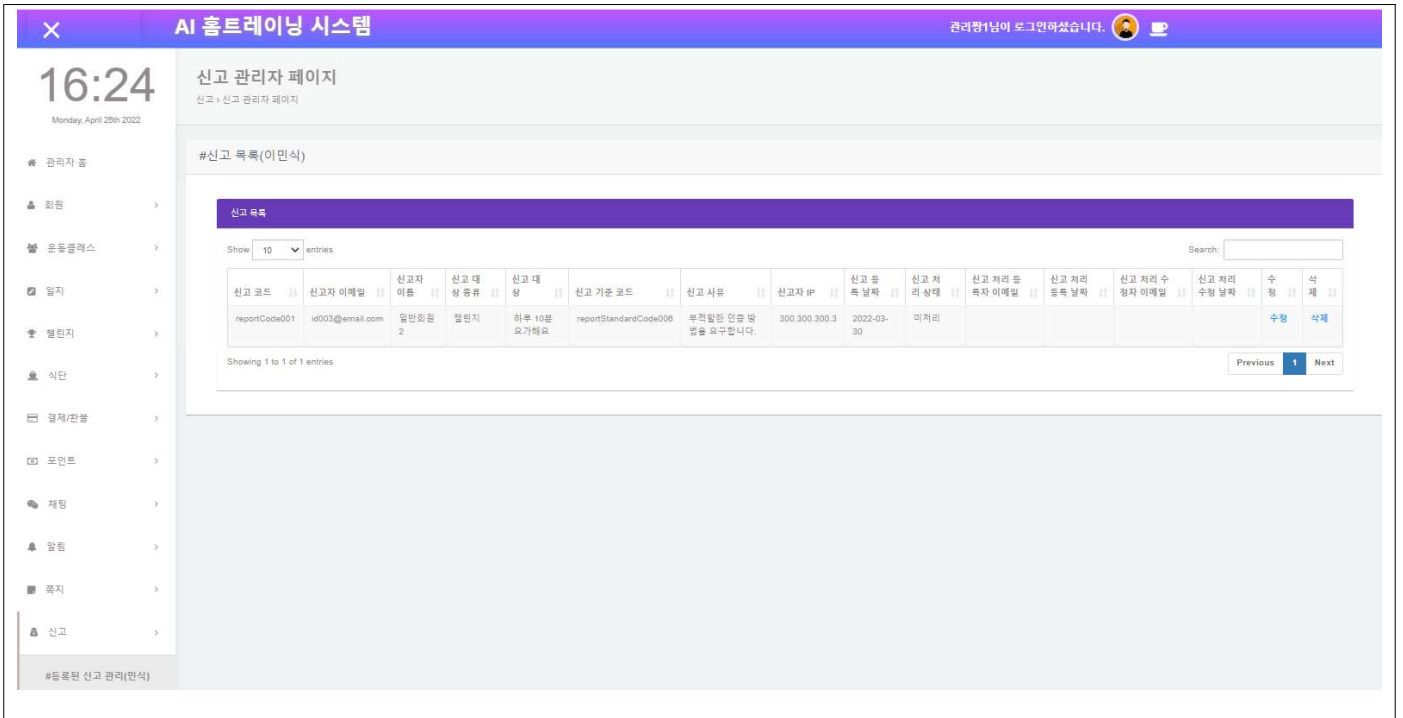 AI 홈트레이닝 시스템
관리짱1님이 로그인하셨습니다.
16:24
Monday, April 25th 2022
신고 관리자 페이지
신고 › 신고 관리자 페이지
관리자 홈
회원
운동클래스
일지
챌린지
식단
결제/환불
포인트
채팅
알림
쪽지
신고
#등록된 신고 관리(민식)
#신고 목록(이민식)
신고 목록
Show 10 entries
Search:
신고 코드
신고자 이메일
신고자
이름
신고 대
상 종류
신고 대
상
신고 기준 코드
신고 사유
신고자 IP
신고 등
록 날짜
신고 처
리 상태
신고 처리 등
록자 이메일
신고 처리
등록 날짜
신고 처리 수
정자 이메일
신고 처리
수정 날짜
수
정
삭
제
reportCode001
id003@email.com
일반회원
2
챌린지
하루 10분
요가해요
reportStandardCode006
부적절한 인증 방
법을 요구합니다.
300.300.300.3
2022-03-
30
미처리
수정
삭제
Showing 1 to 1 of 1 entries
Previous 1 Next